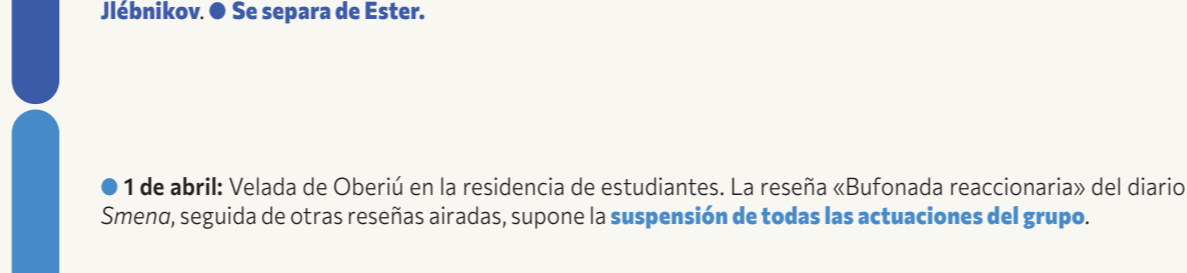 Jlébnikov. ● Se separa de Ester.
● 1 de abril: Velada de Oberiú en la residencia de estudiantes. La reseña «Bufonada reaccionaria» del diario
Smena, seguida de otras reseñas airadas, supone la suspensión de todas las actuaciones del grupo.